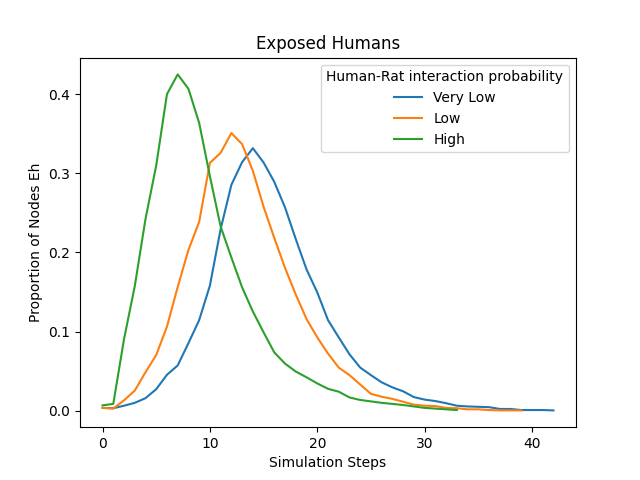 Exposed Humans
Human-Rat interaction probability
Very Low
Low
High
Proportion of Nodes Eh
0.4
0.3
0.2
0.1
0.0
0 10 20 30 40
Simulation Steps